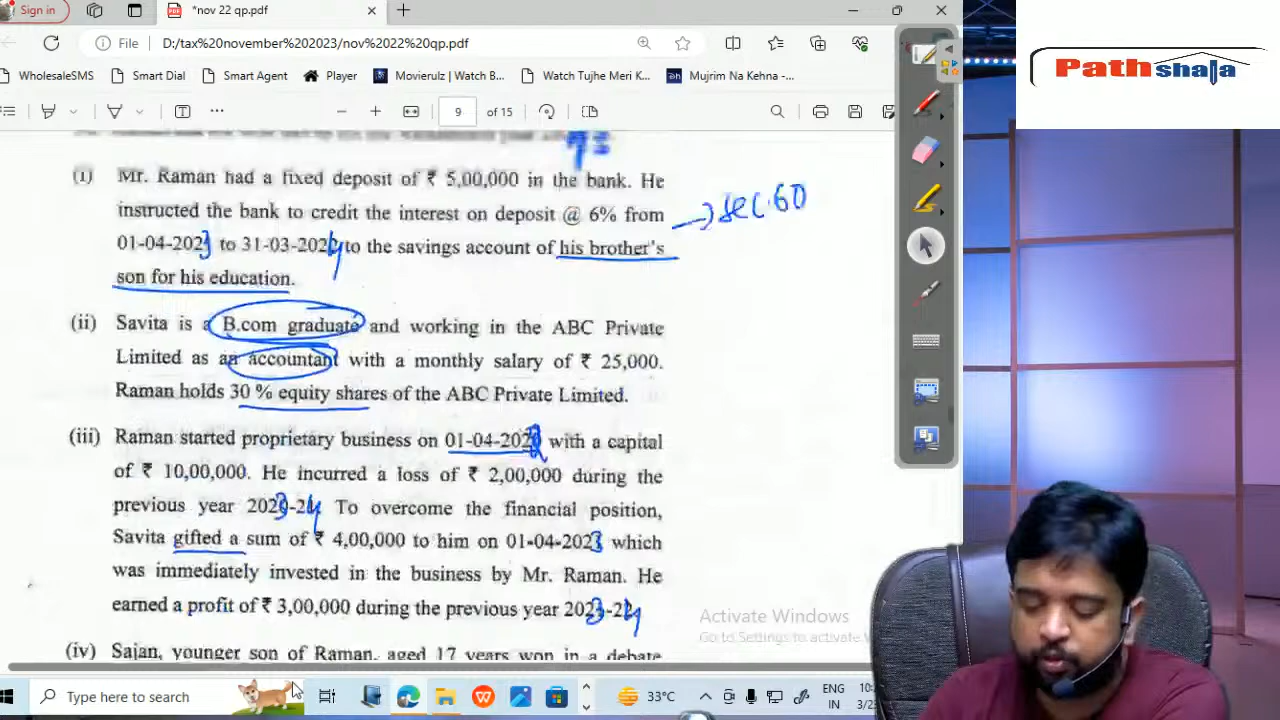 Sign in
*nov 22 qp.pdf
File
D:/tax%20november%202023/nov%2022%20qp.pdf
WholesaleSMS
Smart Dial
Smart Agent
Player
Movierulz | Watch B...
Watch Tujhe Meri K...
Mujrim Na Kehna -...
9 of 15
Pathshala
(i) Mr. Raman had a fixed deposit of ₹ 5,00,000 in the bank. He
instructed the bank to credit the interest on deposit @ 6% from
→ sec.60
01-04-2023 to 31-03-2024 to the savings account of his brother's
son for his education.
(ii) Savita is a B.com graduate and working in the ABC Private
Limited as an accountant with a monthly salary of ₹ 25,000.
Raman holds 30 % equity shares of the ABC Private Limited.
(iii) Raman started proprietary business on 01-04-2022 with a capital
of ₹ 10,00,000. He incurred a loss of ₹ 2,00,000 during the
previous year 2023-24 To overcome the financial position,
Savita gifted a sum of ₹ 4,00,000 to him on 01-04-2023 which
was immediately invested in the business by Mr. Raman. He
earned a profit of ₹ 3,00,000 during the previous year 2023-24
(iv) Sajan, younger son of Raman, aged 17 years won in a debate
Activate Windows
Go to Settings to activate W
Type here to search
33°C
ENG
IN
10:
3/23